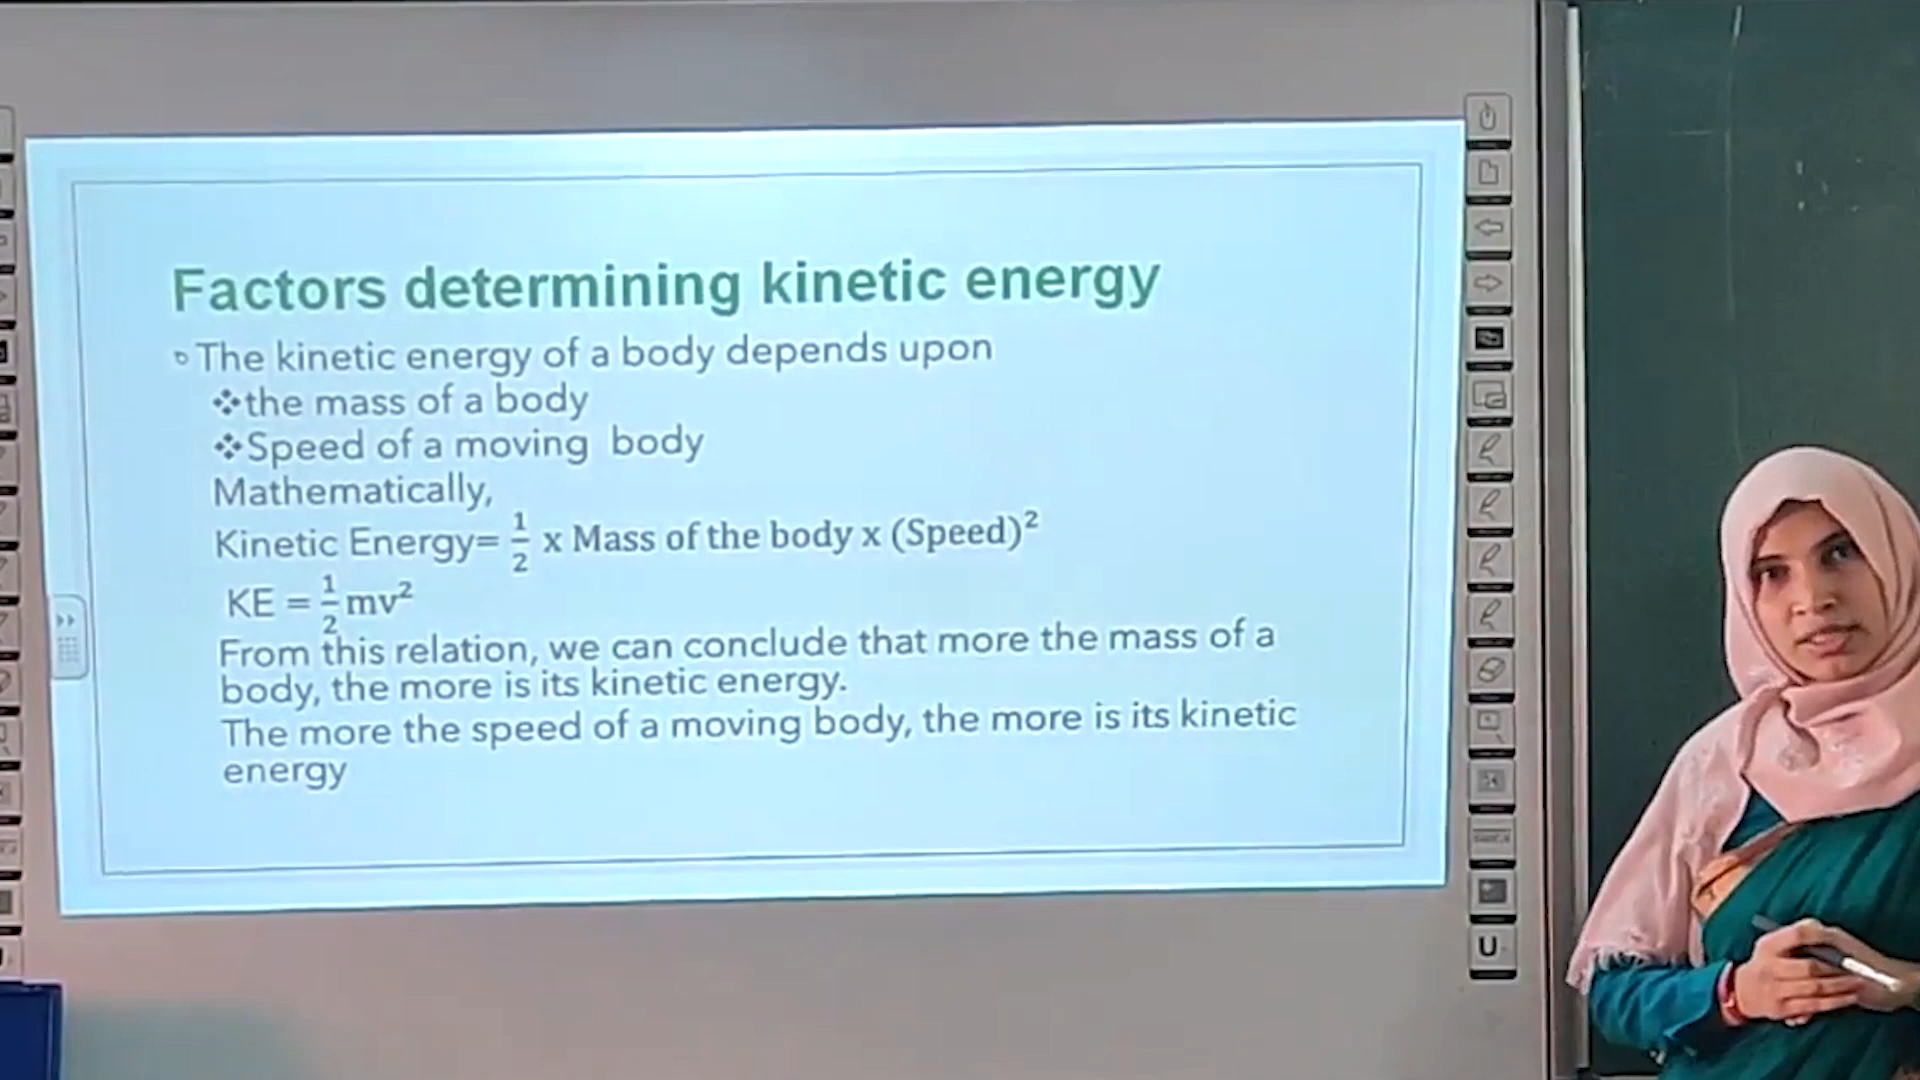 Factors determining kinetic energy
The kinetic energy of a body depends upon
❖the mass of a body
❖Speed of a moving body
Mathematically,
Kinetic Energy= 1/2 x Mass of the body x (Speed)²
KE = 1/2 mv²
From this relation, we can conclude that more the mass of a
body, the more is its kinetic energy.
The more the speed of a moving body, the more is its kinetic
energy
U